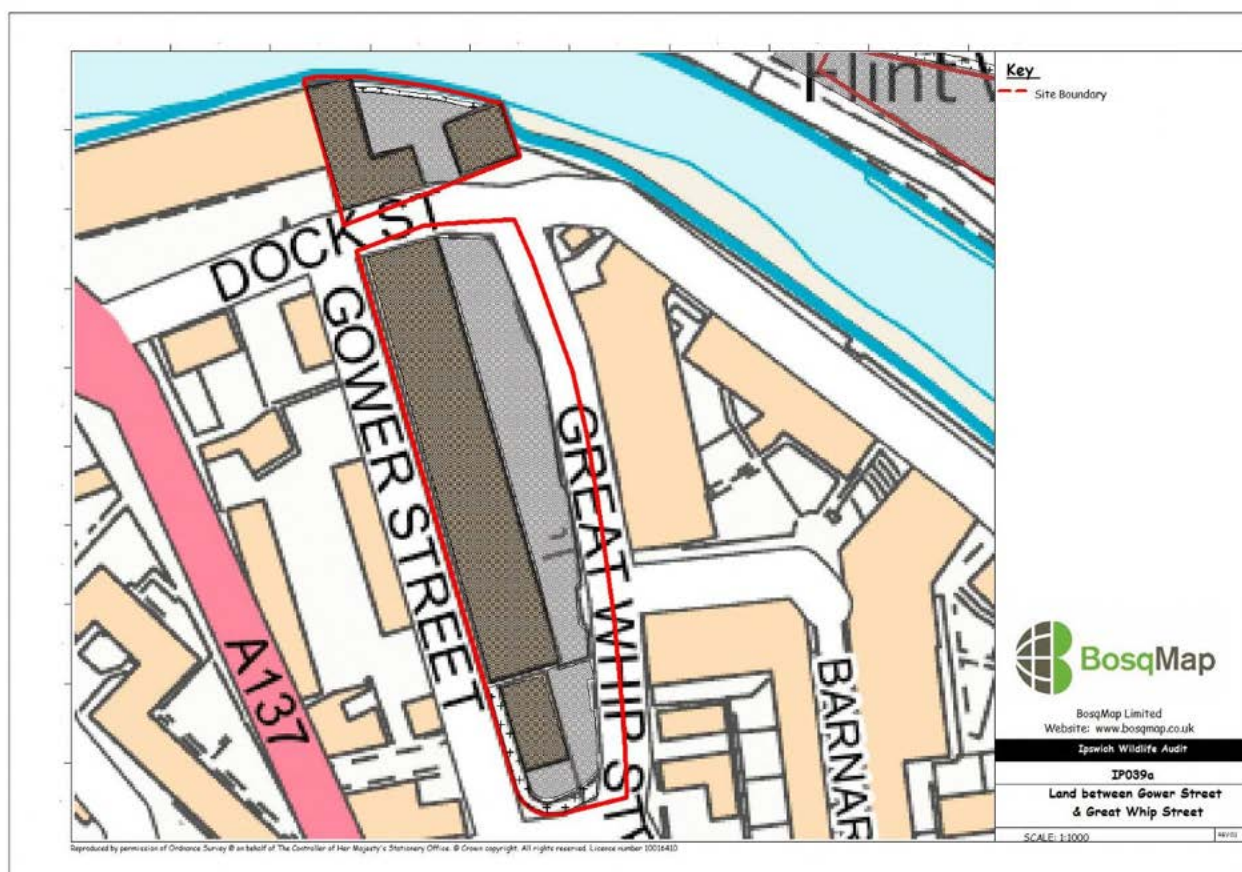 Flint
DOCK ST
GOWER STREET
GREAT WHIP STR
A137
BARNAR
Key
Site Boundary
BosqMap
BosqMap Limited
Website: www.bosqmap.co.uk
Ipswich Wildlife Audit
IP039a
Land between Gower Street
& Great Whip Street
SCALE: 1:1000
Reproduced by permission of Ordnance Survey ® on behalf of The Controller of Her Majesty's Stationery Office. © Crown copyright. All rights reserved. Licence number 10016410